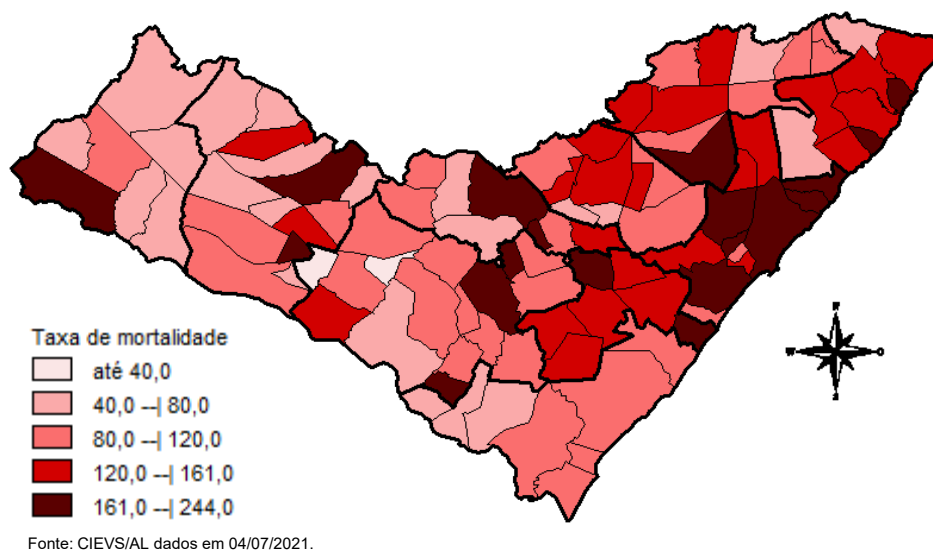 Taxa de mortalidade
até 40,0
40,0 --| 80,0
80,0 --| 120,0
120,0 --| 161,0
161,0 --| 244,0
Fonte: CIEVS/AL dados em 04/07/2021.